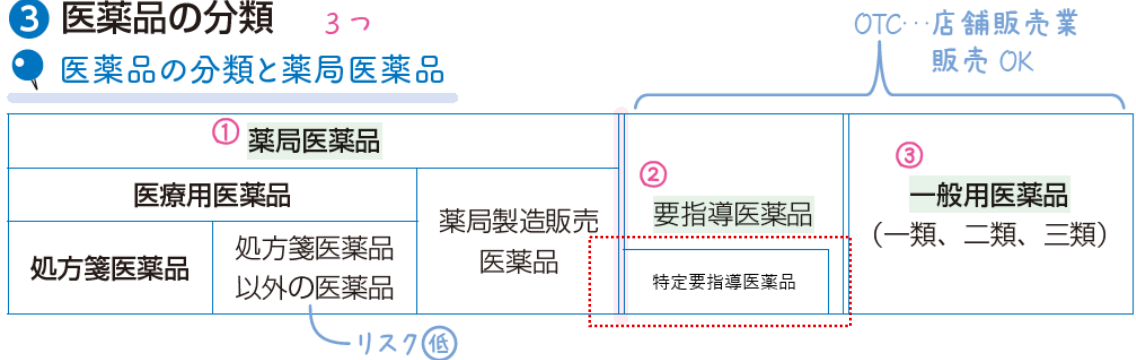 3 医薬品の分類 3つ
医薬品の分類と薬局医薬品
OTC…店舗販売業
販売 OK
① 薬局医薬品
医療用医薬品
処方箋医薬品
処方箋医薬品
以外の医薬品
リスク低
薬局製造販売
医薬品
②
要指導医薬品
特定要指導医薬品
③
一般用医薬品
(一類、二類、三類)